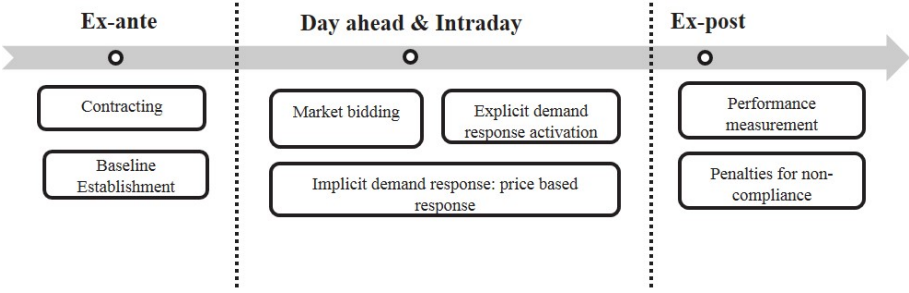 Ex-ante
Day ahead & Intraday
Ex-post
Contracting
Baseline
Establishment
Market bidding
Explicit demand
response activation
Implicit demand response: price based
response
Performance
measurement
Penalties for non-
compliance